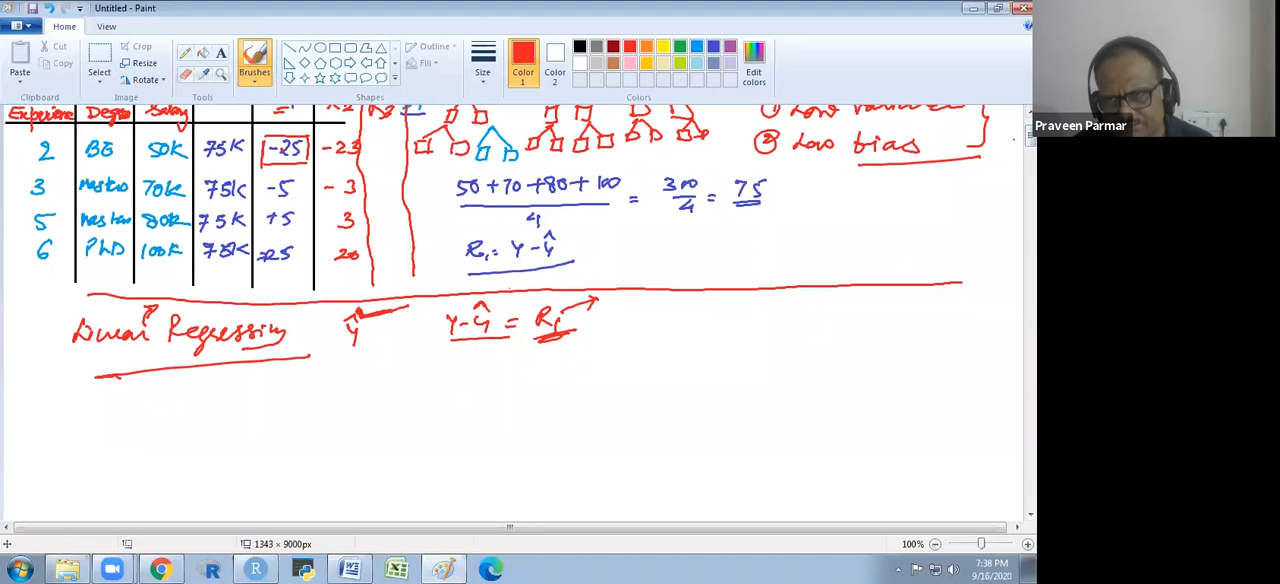 Untitled - Paint
Home View
Paste Cut Copy Select Crop Resize Rotate Brushes Outline Fill Size Color 1 Color 2 Edit colors
Clipboard Image Tools Shapes Colors
Praveen Parmar
Experience Degree Salary
② Low bias
2 BE 50K 75K -25 -23
3 Masters 70K 75K -5 -3
50+70+80+100 / 4 = 300/4 = 75
5 Masters 80K 75K +5 3
6 PhD 100K 75K 25 20
R₁ = Y - Ŷ
Linear Regression Ŷ Y-Ŷ = R₁
1343 × 9000px 100%
7:38 PM
9/16/2020